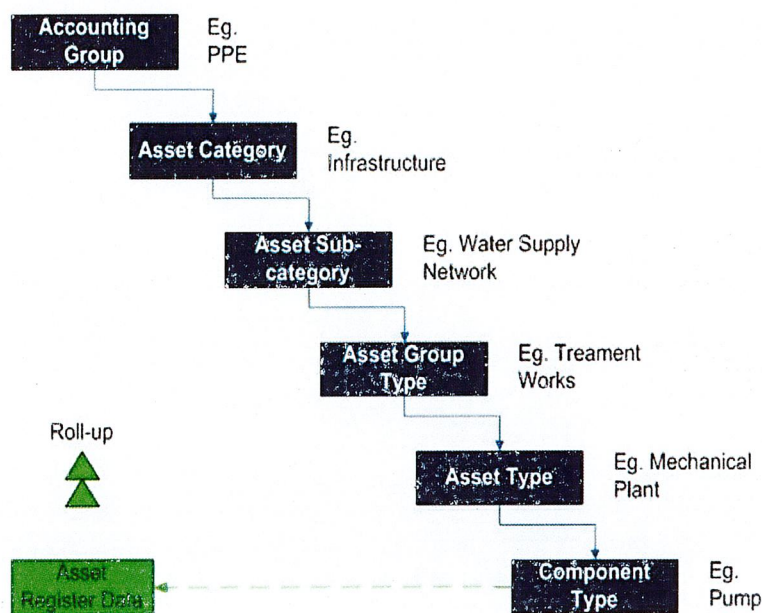 Accounting
Group
Eg.
PPE
Asset Category
Eg.
Infrastructure
Asset Sub-
category
Eg. Water Supply
Network
Asset Group
Type
Eg. Treament
Works
Roll-up
Asset Type
Eg. Mechanical
Plant
Asset
Register Data
Component
Type
Eg.
Pump